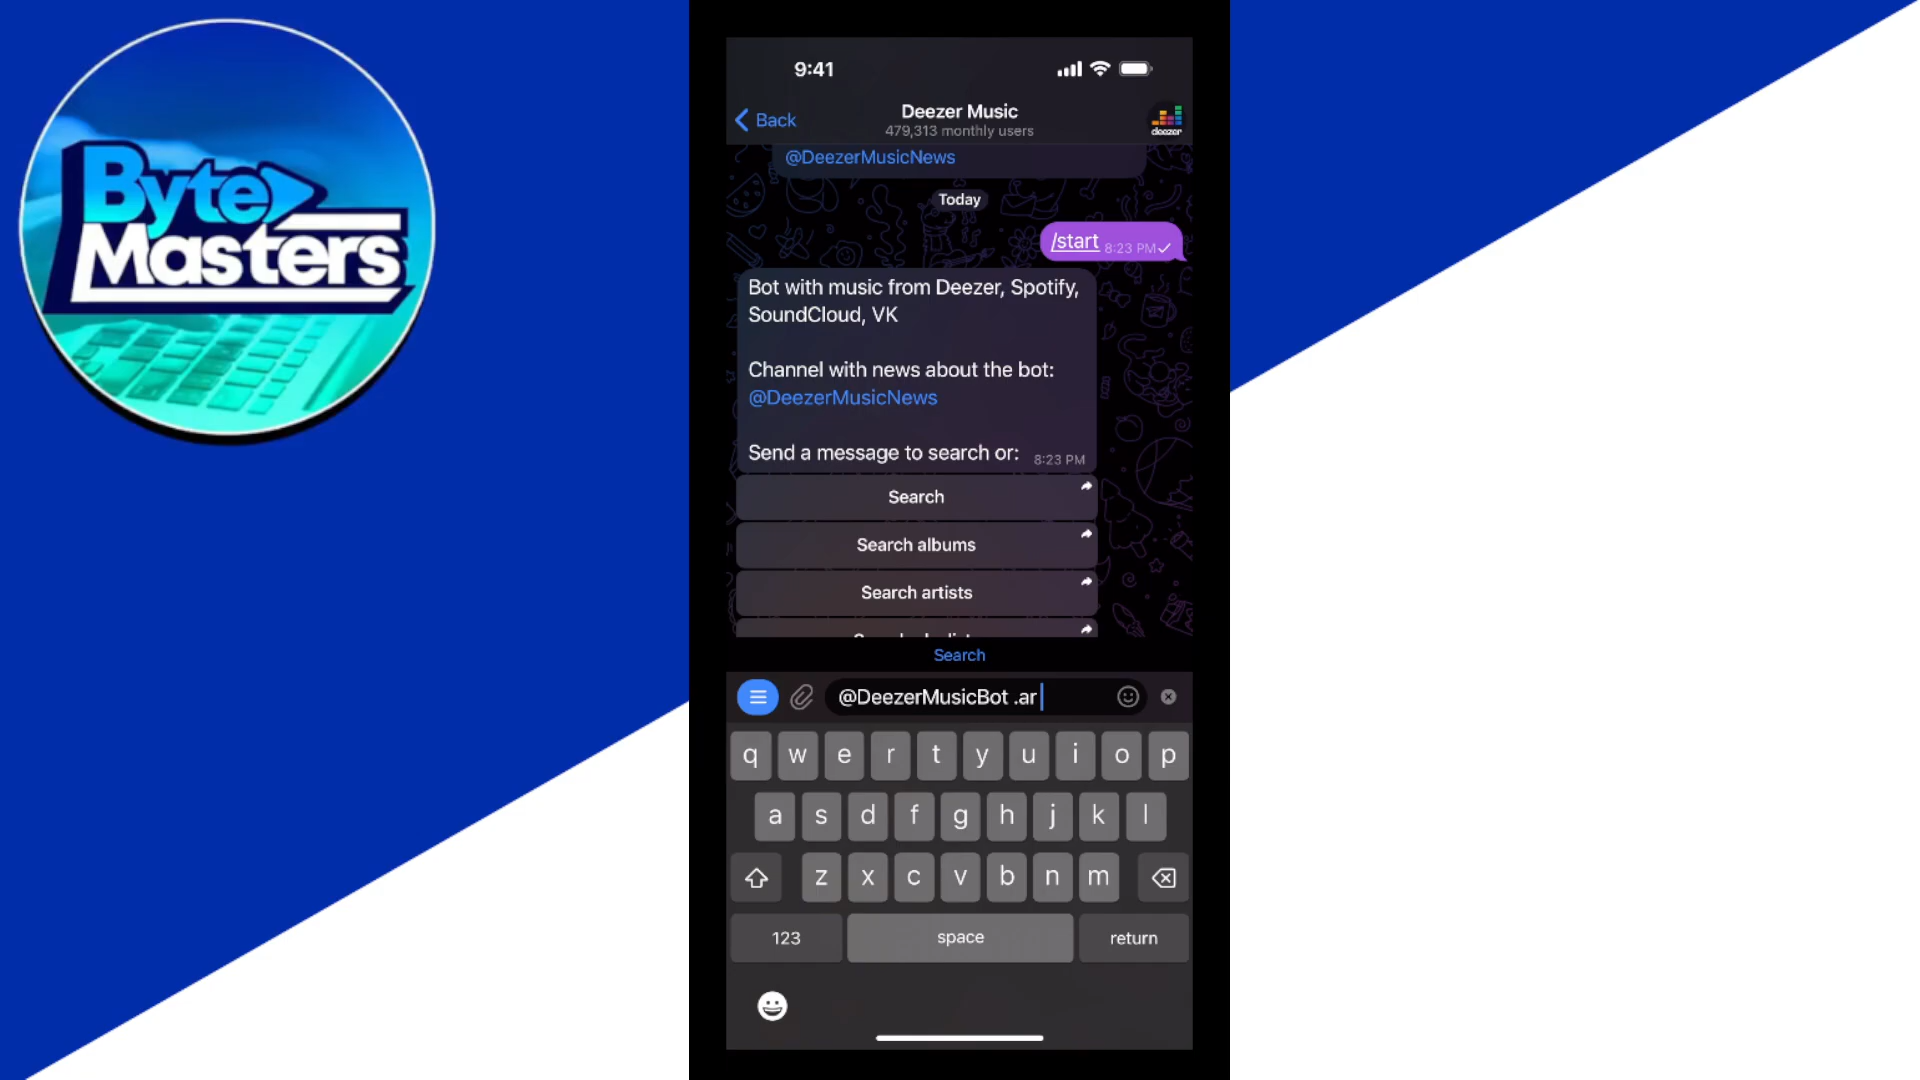 Byte
Masters
9:41
Back
Deezer Music
479,313 monthly users
deezer
@DeezerMusicNews
Today
/start 8:23 PM
Bot with music from Deezer, Spotify,
SoundCloud, VK
Channel with news about the bot:
@DeezerMusicNews
Send a message to search or: 8:23 PM
Search
Search albums
Search artists
Search
@DeezerMusicBot .ar
q w e r t y u i o p
a s d f g h j k l
z x c v b n m
123 space return